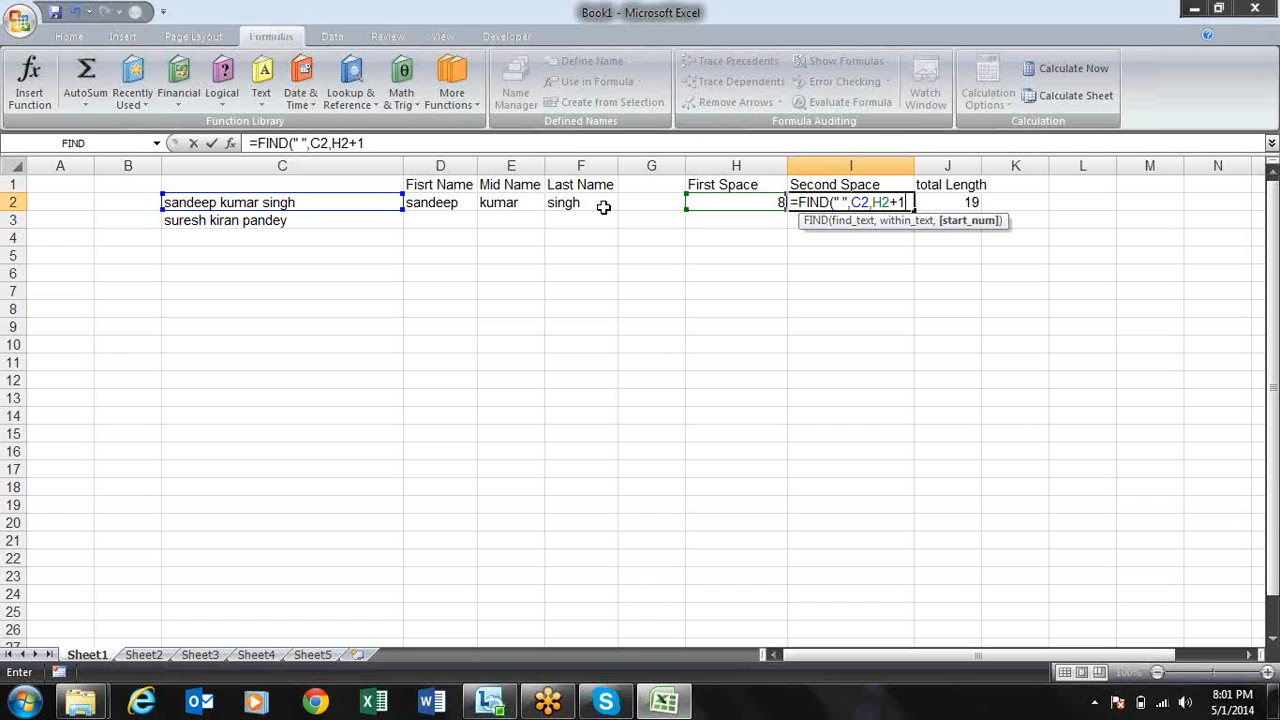 Book1 - Microsoft Excel
Home Insert Page Layout Formulas Data Review View Developer
Insert Function
AutoSum
Recently Used
Financial
Logical
Text
Date & Time
Lookup & Reference
Math & Trig
More Functions
Function Library
Name Manager
Define Name
Use in Formula
Create from Selection
Defined Names
Trace Precedents
Trace Dependents
Remove Arrows
Show Formulas
Error Checking
Evaluate Formula
Formula Auditing
Watch Window
Calculation Options
Calculate Now
Calculate Sheet
Calculation
FIND =FIND(" ",C2,H2+1
A B C D E F G H I J K L M N
1 Fisrt Name Mid Name Last Name First Space Second Space total Length
2 sandeep kumar singh sandeep kumar singh 8 =FIND(" ",C2,H2+1 19
3 suresh kiran pandey FIND(find_text, within_text, [start_num])
4
5
6
7
8
9
10
11
12
13
14
15
16
17
18
19
20
21
22
23
24
25
26
27
Sheet1 Sheet2 Sheet3 Sheet4 Sheet5
Enter 100%
8:01 PM
5/1/2014